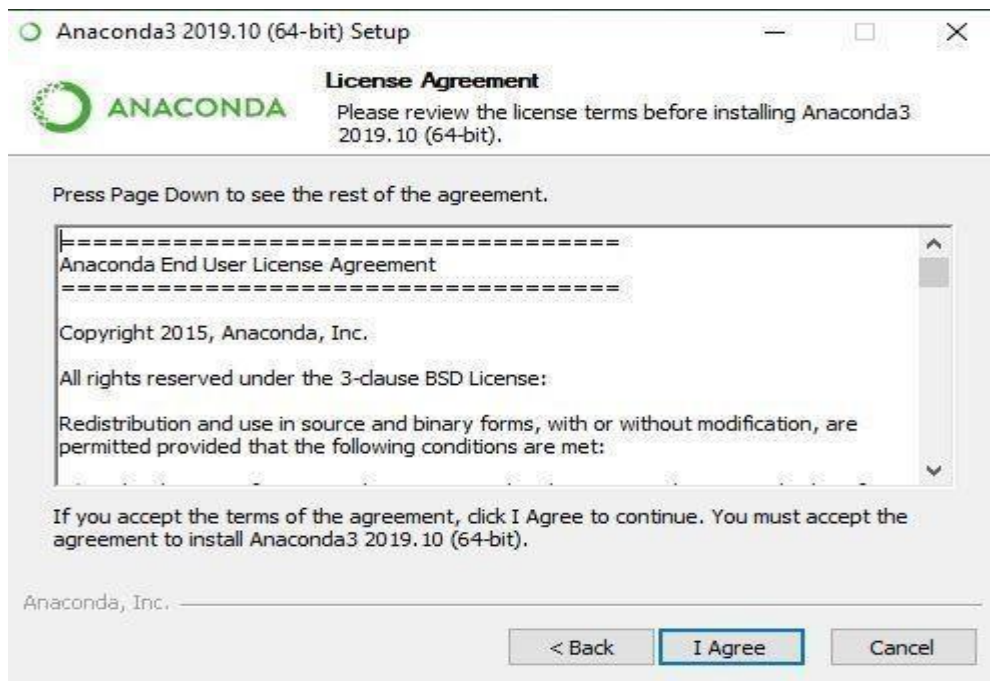 Anaconda3 2019.10 (64-bit) Setup
ANACONDA
License Agreement
Please review the license terms before installing Anaconda3
2019.10 (64-bit).
Press Page Down to see the rest of the agreement.
===================================
Anaconda End User License Agreement
===================================
Copyright 2015, Anaconda, Inc.
All rights reserved under the 3-clause BSD License:
Redistribution and use in source and binary forms, with or without modification, are
permitted provided that the following conditions are met:
If you accept the terms of the agreement, click I Agree to continue. You must accept the
agreement to install Anaconda3 2019.10 (64-bit).
Anaconda, Inc.
< Back
I Agree
Cancel